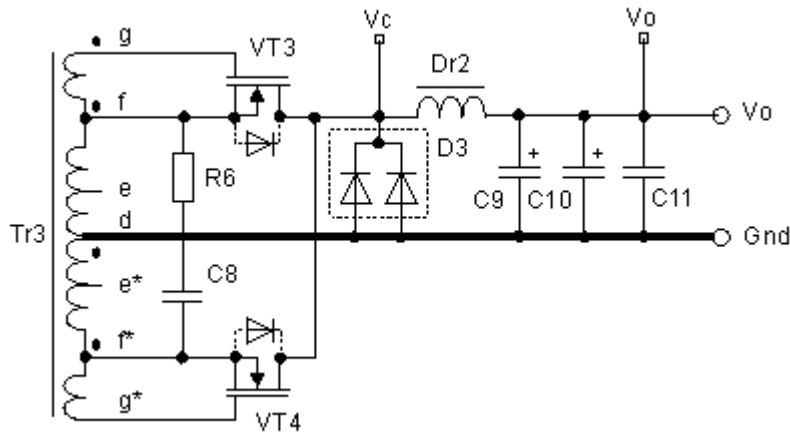 g
VT3
Vc
Vo
f
Dr2
Vo
R6
D3
e
+
+
C9
C10
C11
d
Tr3
Gnd
C8
e*
f*
g*
VT4